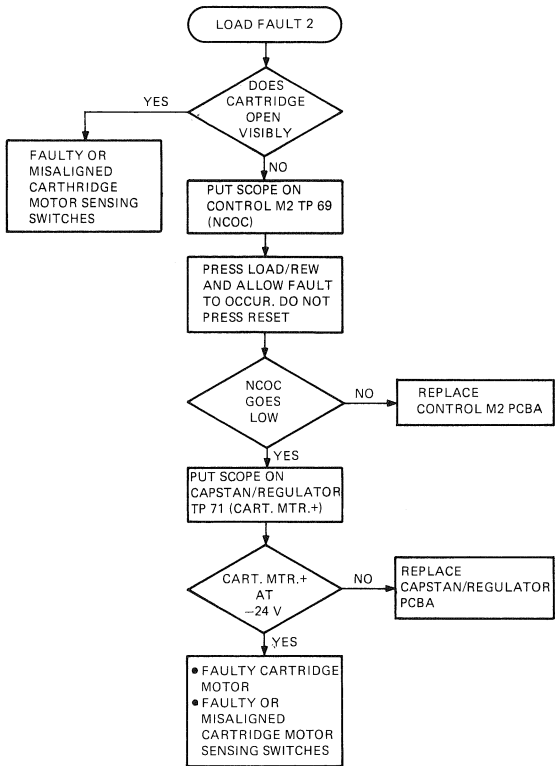 LOAD FAULT 2
DOES
CARTRIDGE
OPEN
VISIBLY
YES
FAULTY OR
MISALIGNED
CARTHRIDGE
MOTOR SENSING
SWITCHES
NO
PUT SCOPE ON
CONTROL M2 TP 69
(NCOC)
PRESS LOAD/REW
AND ALLOW FAULT
TO OCCUR. DO NOT
PRESS RESET
NCOC
GOES
LOW
NO
REPLACE
CONTROL M2 PCBA
YES
PUT SCOPE ON
CAPSTAN/REGULATOR
TP 71 (CART. MTR.+)
CART. MTR.+
AT
−24 V
NO
REPLACE
CAPSTAN/REGULATOR
PCBA
YES
● FAULTY CARTRIDGE
MOTOR
● FAULTY OR
MISALIGNED
CARTRIDGE MOTOR
SENSING SWITCHES